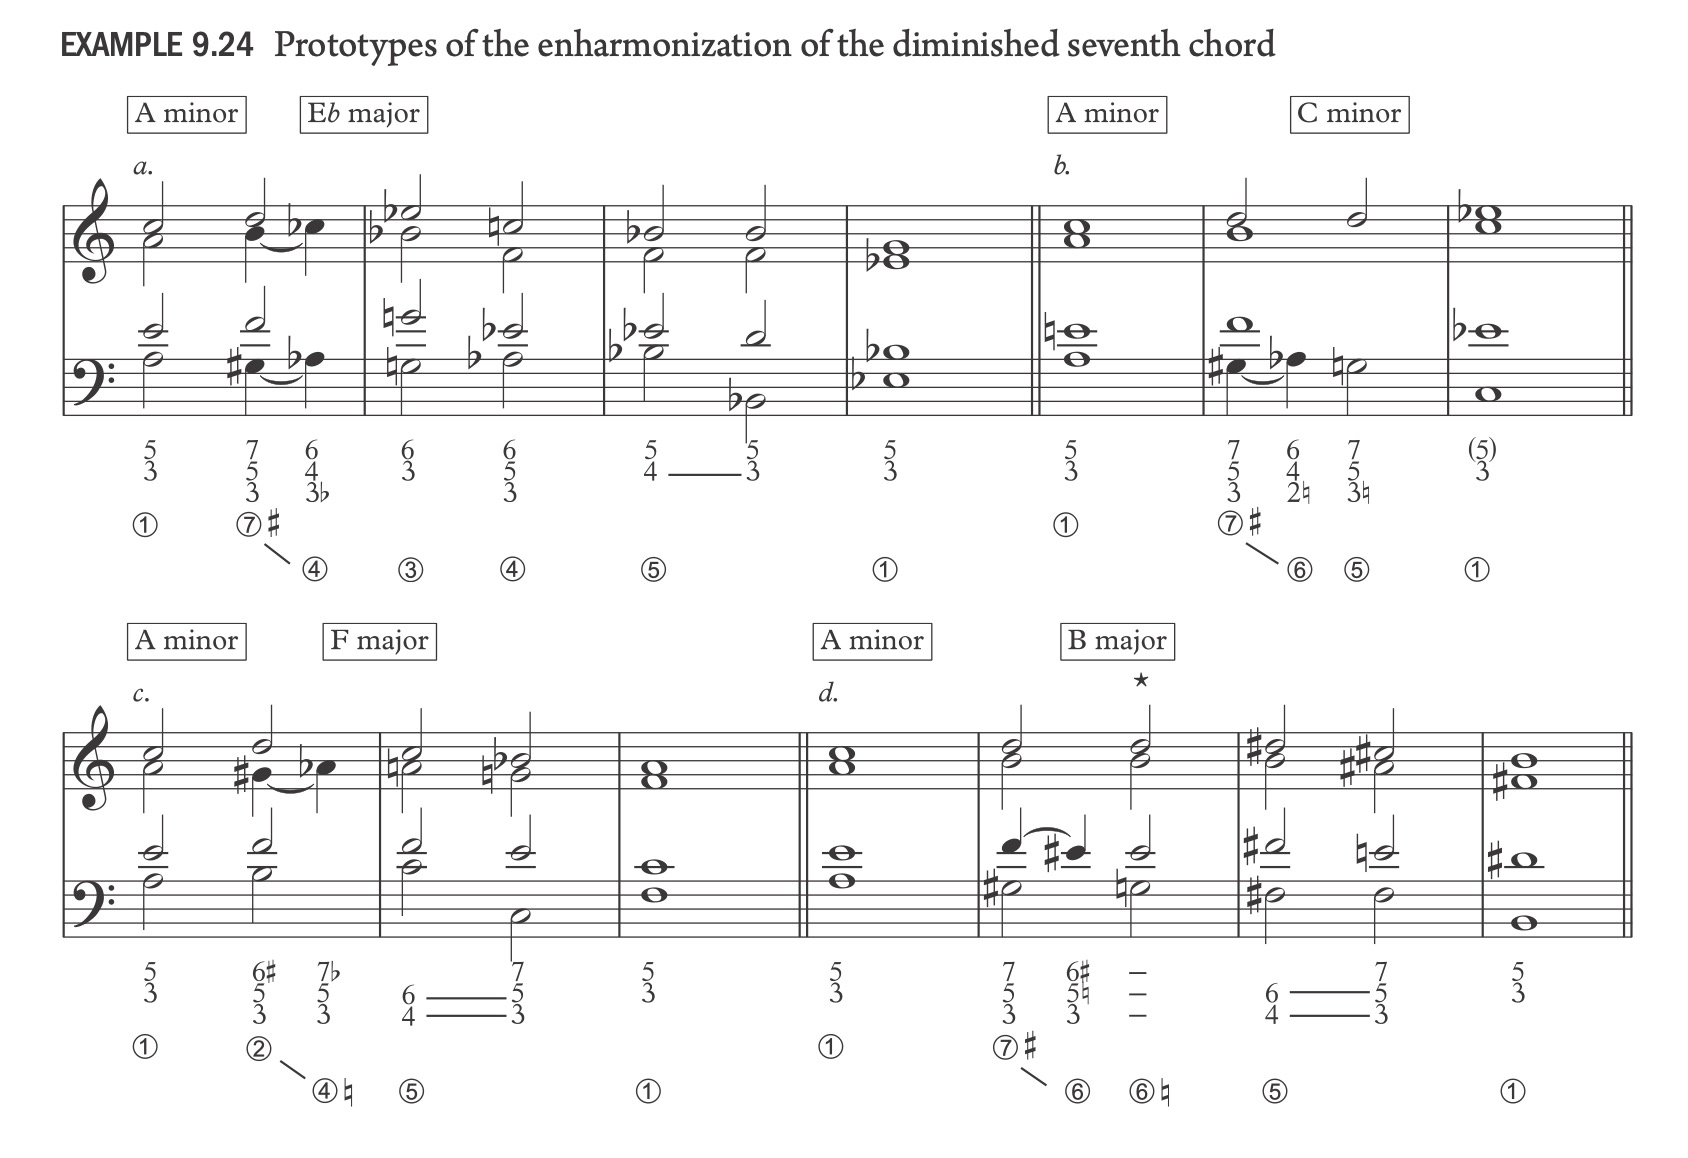 EXAMPLE 9.24 Prototypes of the enharmonization of the diminished seventh chord
A minor E♭ major A minor C minor
a. b.
5 7 6 6 6 5 5 5 5 7 6 7 (5)
3 5 4 3 5 4 — 3 3 3 5 4 5 3
3 3♭ 3 3 2♮ 3♮
① ⑦♯ ① ⑦♯
④ ③ ④ ⑤ ① ⑥ ⑤ ①
A minor F major A minor B major
c. d. ★
5 6♯ 7♭ 7 5 5 7 6♯ – 7 5
3 5 5 6 — 5 3 3 5 5♮ – 6 — 5 3
3 3 4 — 3 3 3 – 4 — 3
① ② ① ⑦♯
④♮ ⑤ ① ⑥ ⑥♮ ⑤ ①